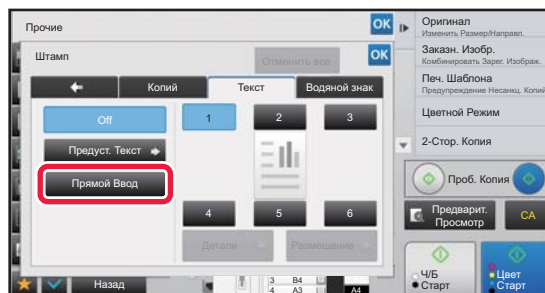 Прочие
OK
Штамп
Отменить все
OK
Копий
Текст
Водяной знак
Off
1
2
3
Предуст. Текст
Прямой Ввод
4
5
6
Детали
Размещение
Назад
3 B4
4 A3
A4
Оригинал
Изменить Размер/Направл.
Заказн. Изобр.
Комбинировать Зарег. Изображ.
Печ. Шаблона
Предупреждение Несанкц. Копий
Цветной Режим
2-Стор. Копия
Проб. Копия
Предварит.
Просмотр
CA
Ч/Б
Старт
Цвет
Старт